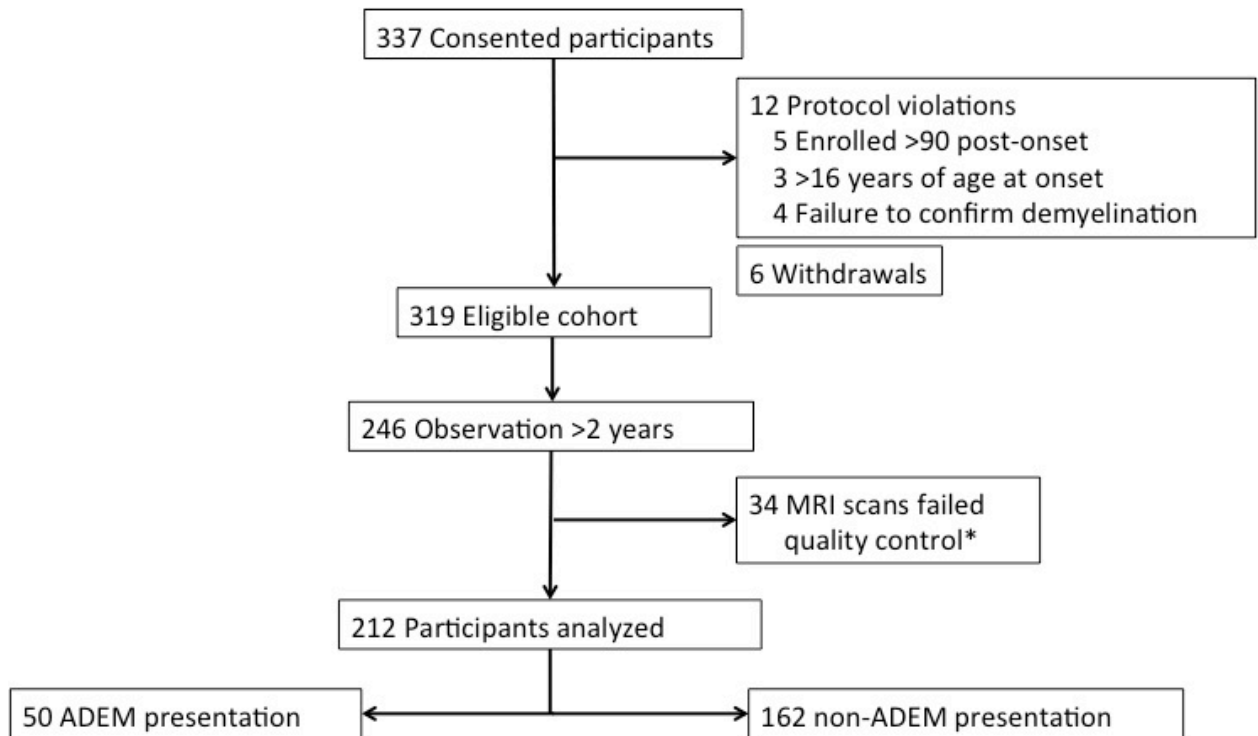 337 Consented participants
12 Protocol violations
5 Enrolled >90 post-onset
3 >16 years of age at onset
4 Failure to confirm demyelination
6 Withdrawals
319 Eligible cohort
246 Observation >2 years
34 MRI scans failed
quality control*
212 Participants analyzed
50 ADEM presentation
162 non-ADEM presentation